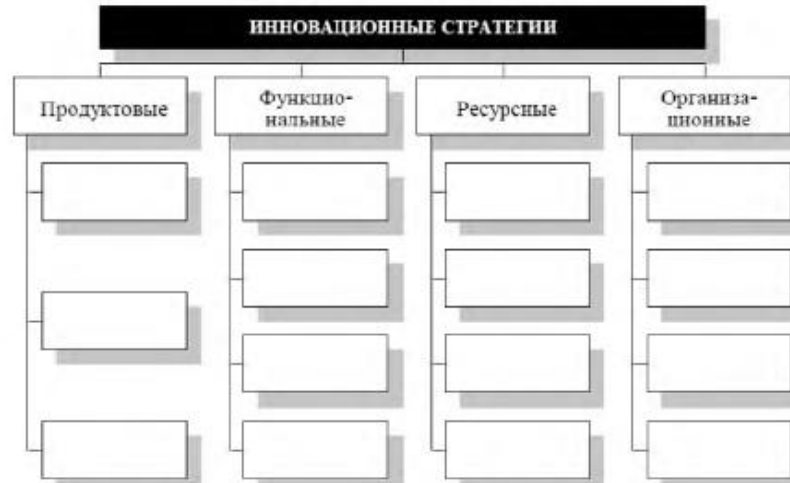 ИННОВАЦИОННЫЕ СТРАТЕГИИ
Продуктовые
Функцио-
нальные
Ресурсные
Организа-
ционные